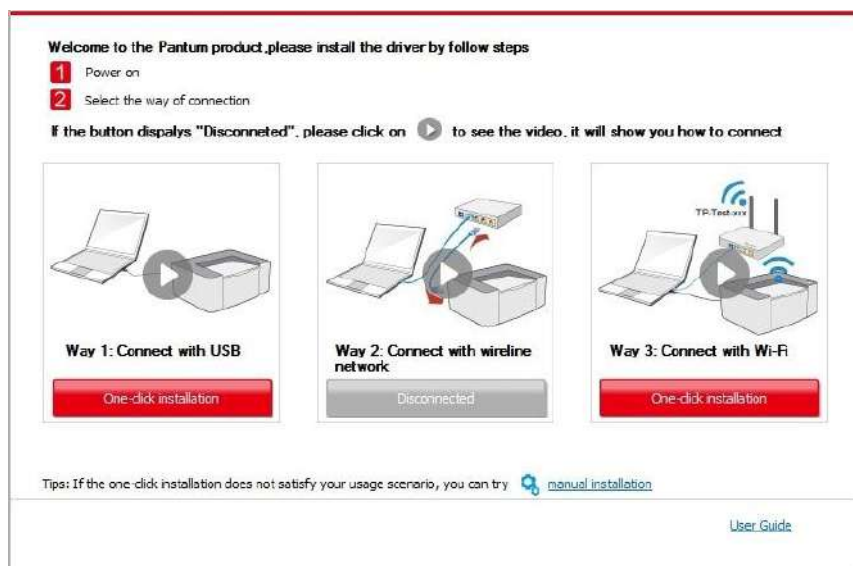 Welcome to the Pantum product,please install the driver by follow steps
1 Power on
2 Select the way of connection
If the button dispalys "Disconneted", please click on to see the video, it will show you how to connect
TP-Test-xxx
Way 1: Connect with USB
Way 2: Connect with wireline
network
Way 3: Connect with Wi-Fi
One-click installation
Disconnected
One-click installation
Tips: If the one-click installation does not satisfy your usage scenario, you can try manual installation
User Guide